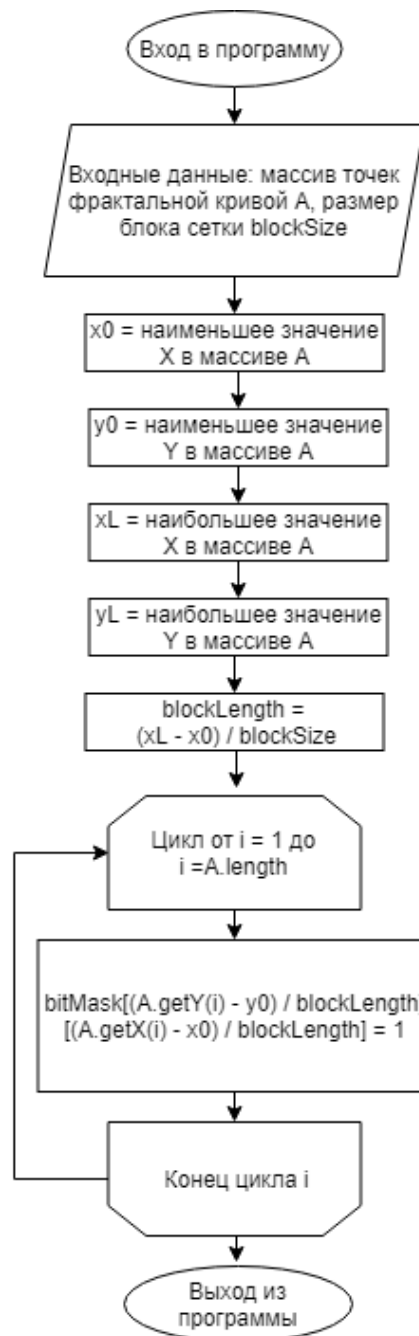 Вход в программу
Входные данные: массив точек
фрактальной кривой A, размер
блока сетки blockSize
x0 = наименьшее значение
X в массиве A
y0 = наименьшее значение
Y в массиве A
xL = наибольшее значение
X в массиве A
yL = наибольшее значение
Y в массиве A
blockLength =
(xL - x0) / blockSize
Цикл от i = 1 до
i =A.length
bitMask[(A.getY(i) - y0) / blockLength]
[(A.getX(i) - x0) / blockLength] = 1
Конец цикла i
Выход из
программы